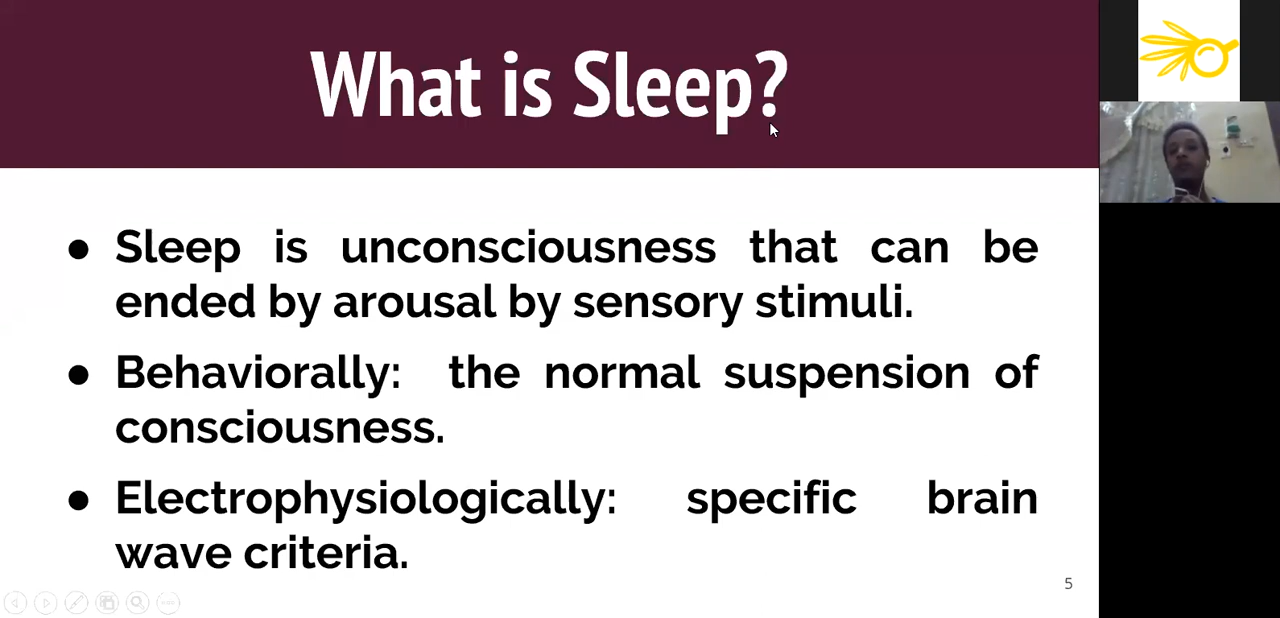 What is Sleep?
● Sleep is unconsciousness that can be
ended by arousal by sensory stimuli.
● Behaviorally: the normal suspension of
consciousness.
● Electrophysiologically: specific brain
wave criteria.
5